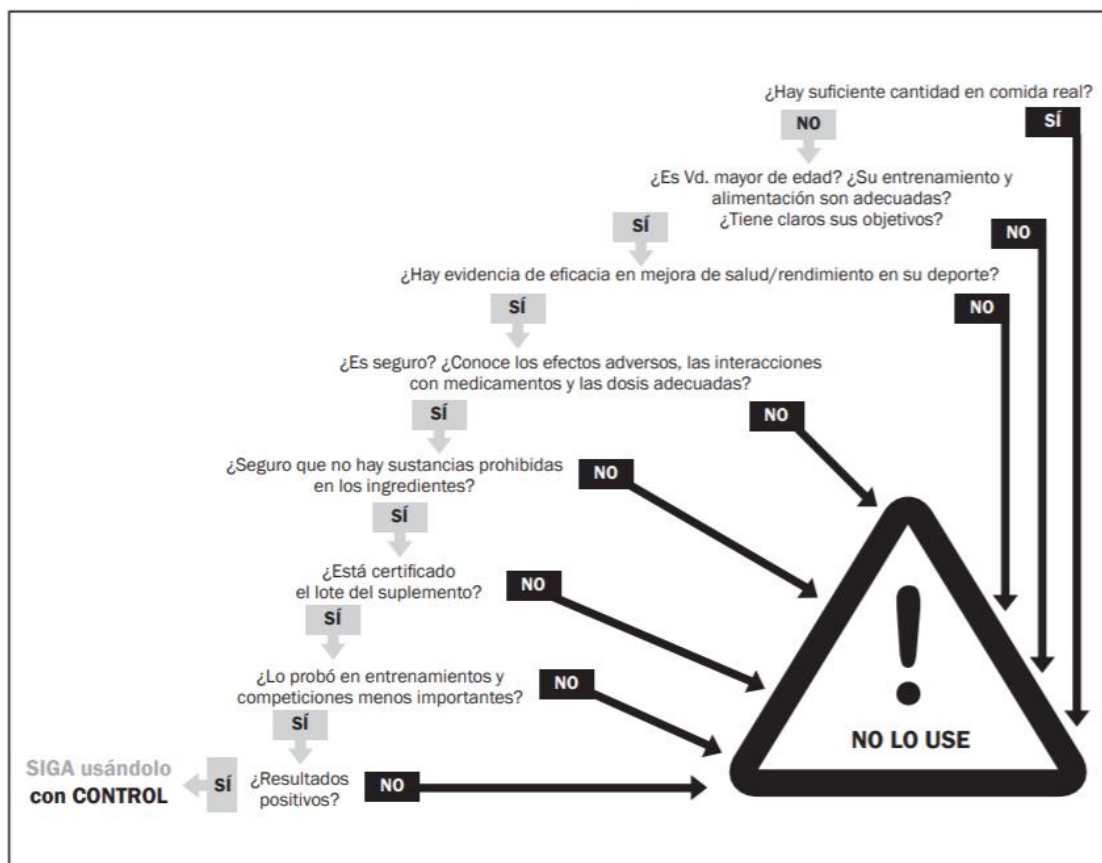 ¿Hay suficiente cantidad en comida real?
NO
SÍ
¿Es Vd. mayor de edad? ¿Su entrenamiento y
alimentación son adecuadas?
¿Tiene claros sus objetivos?
SÍ
NO
¿Hay evidencia de eficacia en mejora de salud/rendimiento en su deporte?
SÍ
NO
¿Es seguro? ¿Conoce los efectos adversos, las interacciones
con medicamentos y las dosis adecuadas?
SÍ
NO
¿Seguro que no hay sustancias prohibidas
en los ingredientes?
NO
SÍ
¿Está certificado
el lote del suplemento?
NO
SÍ
¿Lo probó en entrenamientos y
competiciones menos importantes?
NO
SÍ
NO LO USE
SIGA usándolo
con CONTROL
SÍ
¿Resultados
positivos?
NO